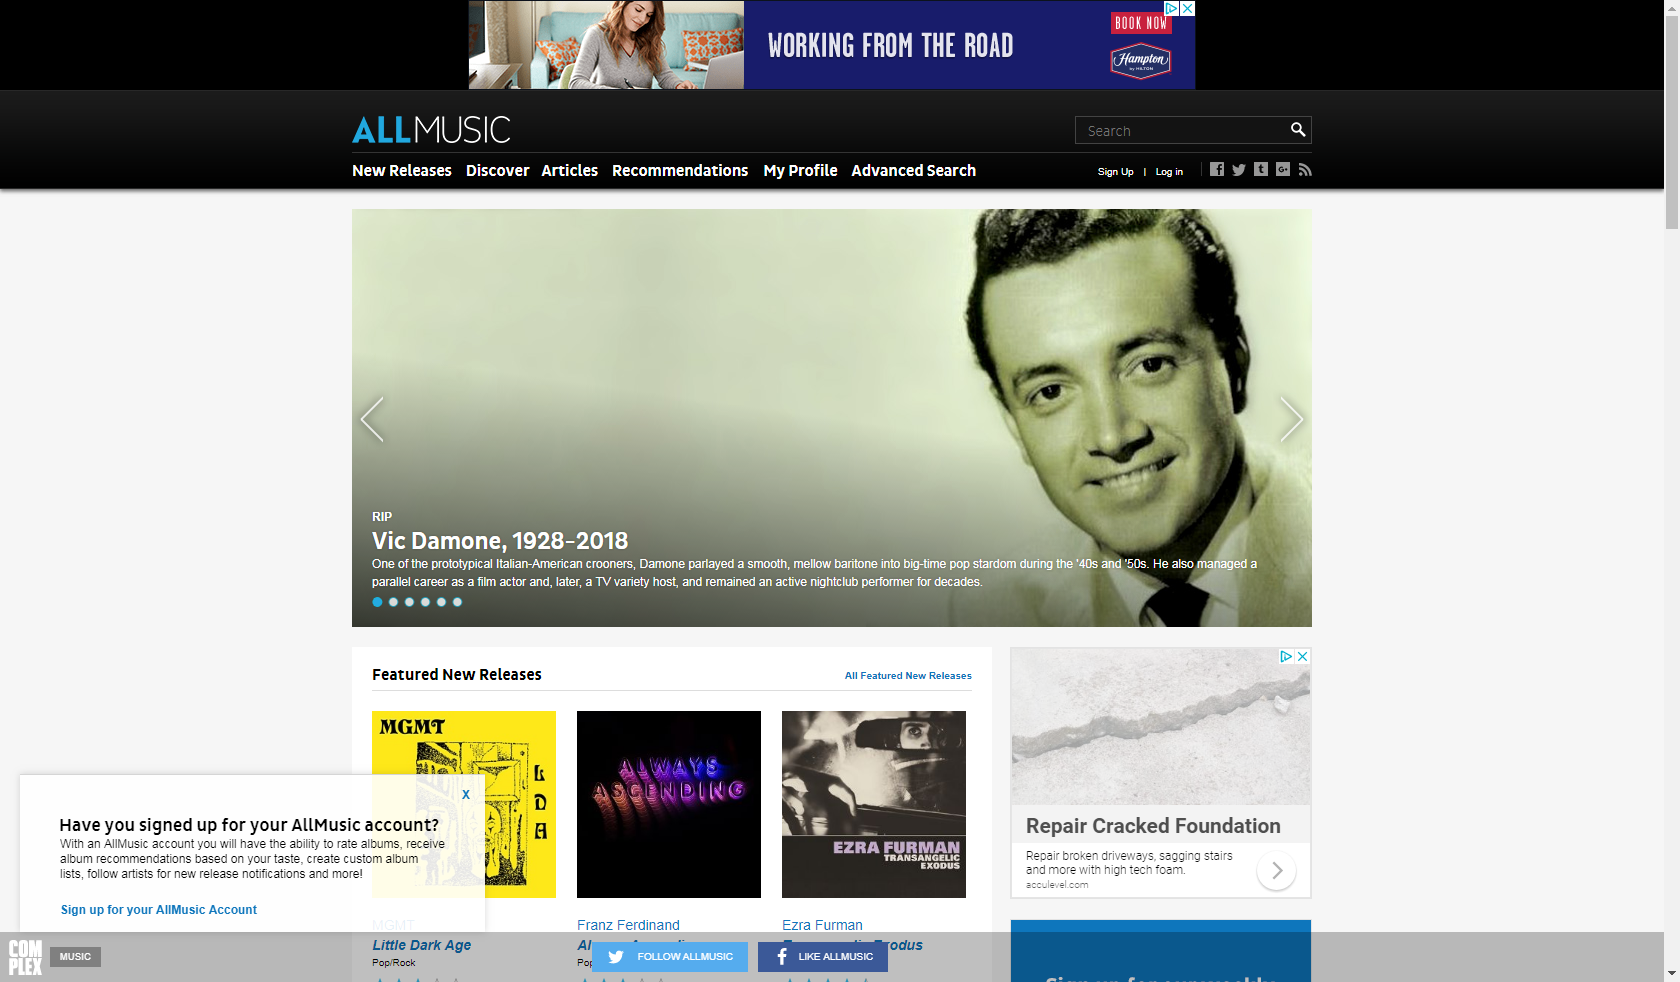 WORKING FROM THE ROAD
BOOK NOW
Hampton
by HILTON
ALLMUSIC
Search
New Releases Discover Articles Recommendations My Profile Advanced Search
Sign Up | Log in
RIP
Vic Damone, 1928-2018
One of the prototypical Italian-American crooners, Damone parlayed a smooth, mellow baritone into big-time pop stardom during the '40s and '50s. He also managed a
parallel career as a film actor and, later, a TV variety host, and remained an active nightclub performer for decades.
Featured New Releases
All Featured New Releases
MGMT
LDA
ALWAYS
ASCENDING
EZRA FURMAN
TRANSANGELIC
EXODUS
X
Have you signed up for your AllMusic account?
With an AllMusic account you will have the ability to rate albums, receive
album recommendations based on your taste, create custom album
lists, follow artists for new release notifications and more!
Sign up for your AllMusic Account
MGMT
Little Dark Age
Pop/Rock
Franz Ferdinand
Ezra Furman
Repair Cracked Foundation
Repair broken driveways, sagging stairs
and more with high tech foam.
acculevel.com
COM
PLEX
MUSIC
FOLLOW ALLMUSIC
LIKE ALLMUSIC